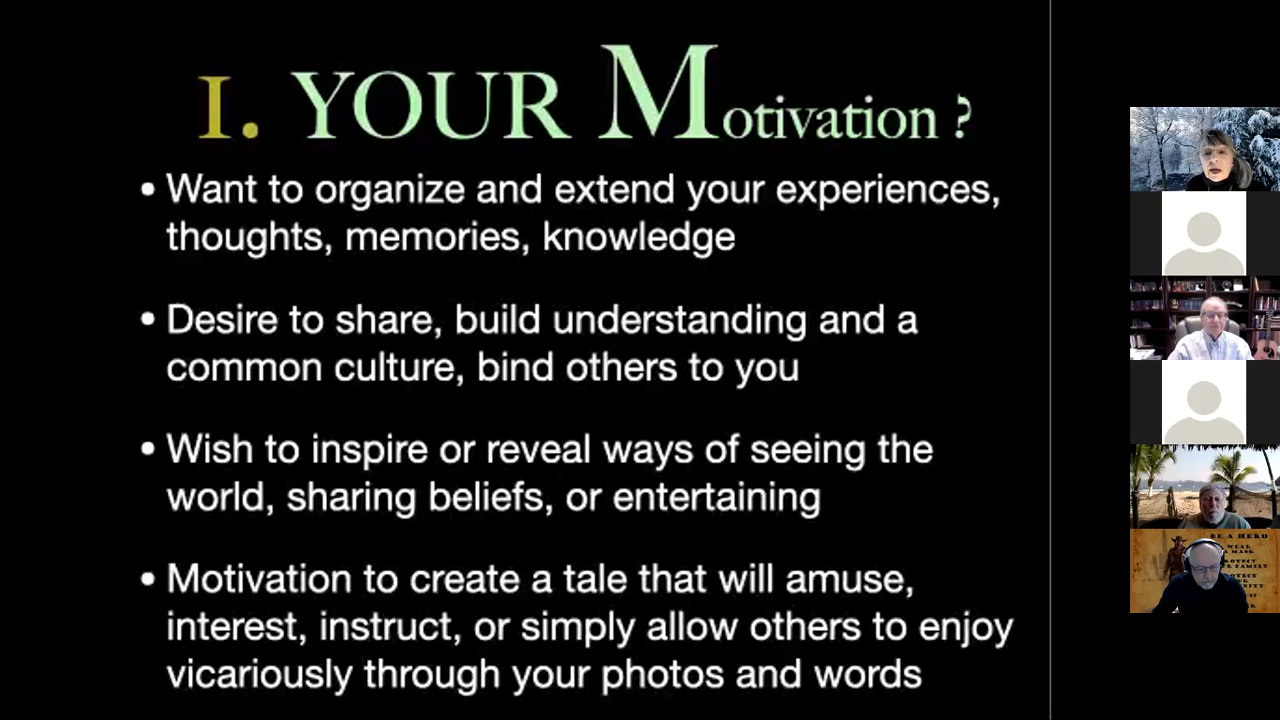 I. YOUR Motivation ?
• Want to organize and extend your experiences,
thoughts, memories, knowledge
• Desire to share, build understanding and a
common culture, bind others to you
• Wish to inspire or reveal ways of seeing the
world, sharing beliefs, or entertaining
• Motivation to create a tale that will amuse,
interest, instruct, or simply allow others to enjoy
vicariously through your photos and words
BE A HERO
WEAR
A MASK
FAMILY